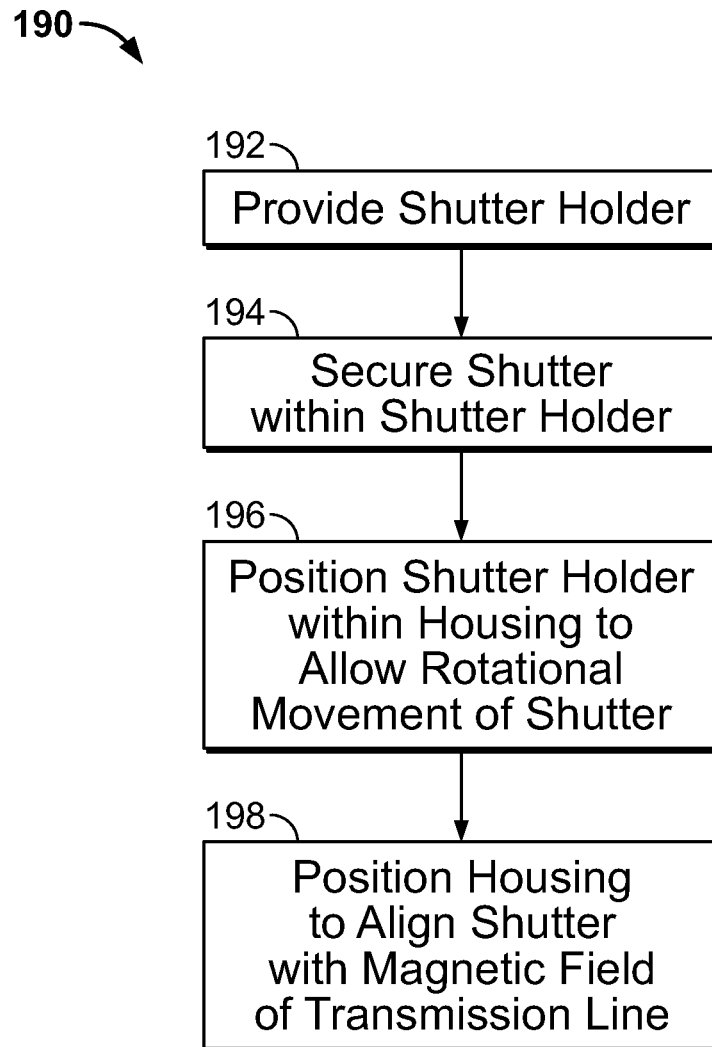 190
192
Provide Shutter Holder
194
Secure Shutter
within Shutter Holder
196
Position Shutter Holder
within Housing to
Allow Rotational
Movement of Shutter
198
Position Housing
to Align Shutter
with Magnetic Field
of Transmission Line